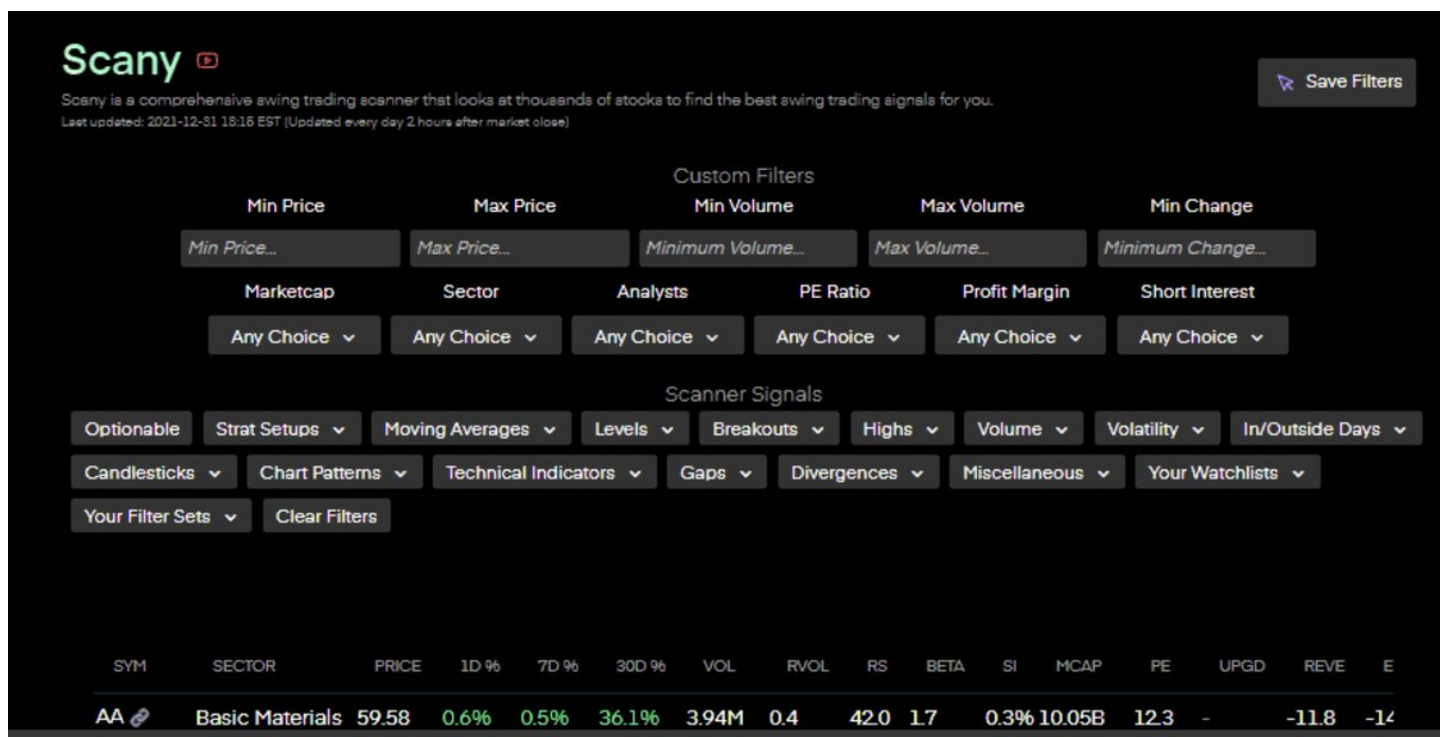 Scany
Save Filters
Scany is a comprehensive swing trading scanner that looks at thousands of stocks to find the best swing trading signals for you.
Last updated: 2021-12-31 18:16 EST (Updated every day 2 hours after market close)
Custom Filters
Min Price Max Price Min Volume Max Volume Min Change
Min Price... Max Price... Minimum Volume... Max Volume... Minimum Change...
Marketcap Sector Analysts PE Ratio Profit Margin Short Interest
Any Choice Any Choice Any Choice Any Choice Any Choice Any Choice
Scanner Signals
Optionable Strat Setups Moving Averages Levels Breakouts Highs Volume Volatility In/Outside Days
Candlesticks Chart Patterns Technical Indicators Gaps Divergences Miscellaneous Your Watchlists
Your Filter Sets Clear Filters
SYM SECTOR PRICE 1D % 7D % 30D % VOL RVOL RS BETA SI MCAP PE UPGD REVE E
AA Basic Materials 59.58 0.6% 0.5% 36.1% 3.94M 0.4 42.0 1.7 0.3% 10.05B 12.3 - -11.8